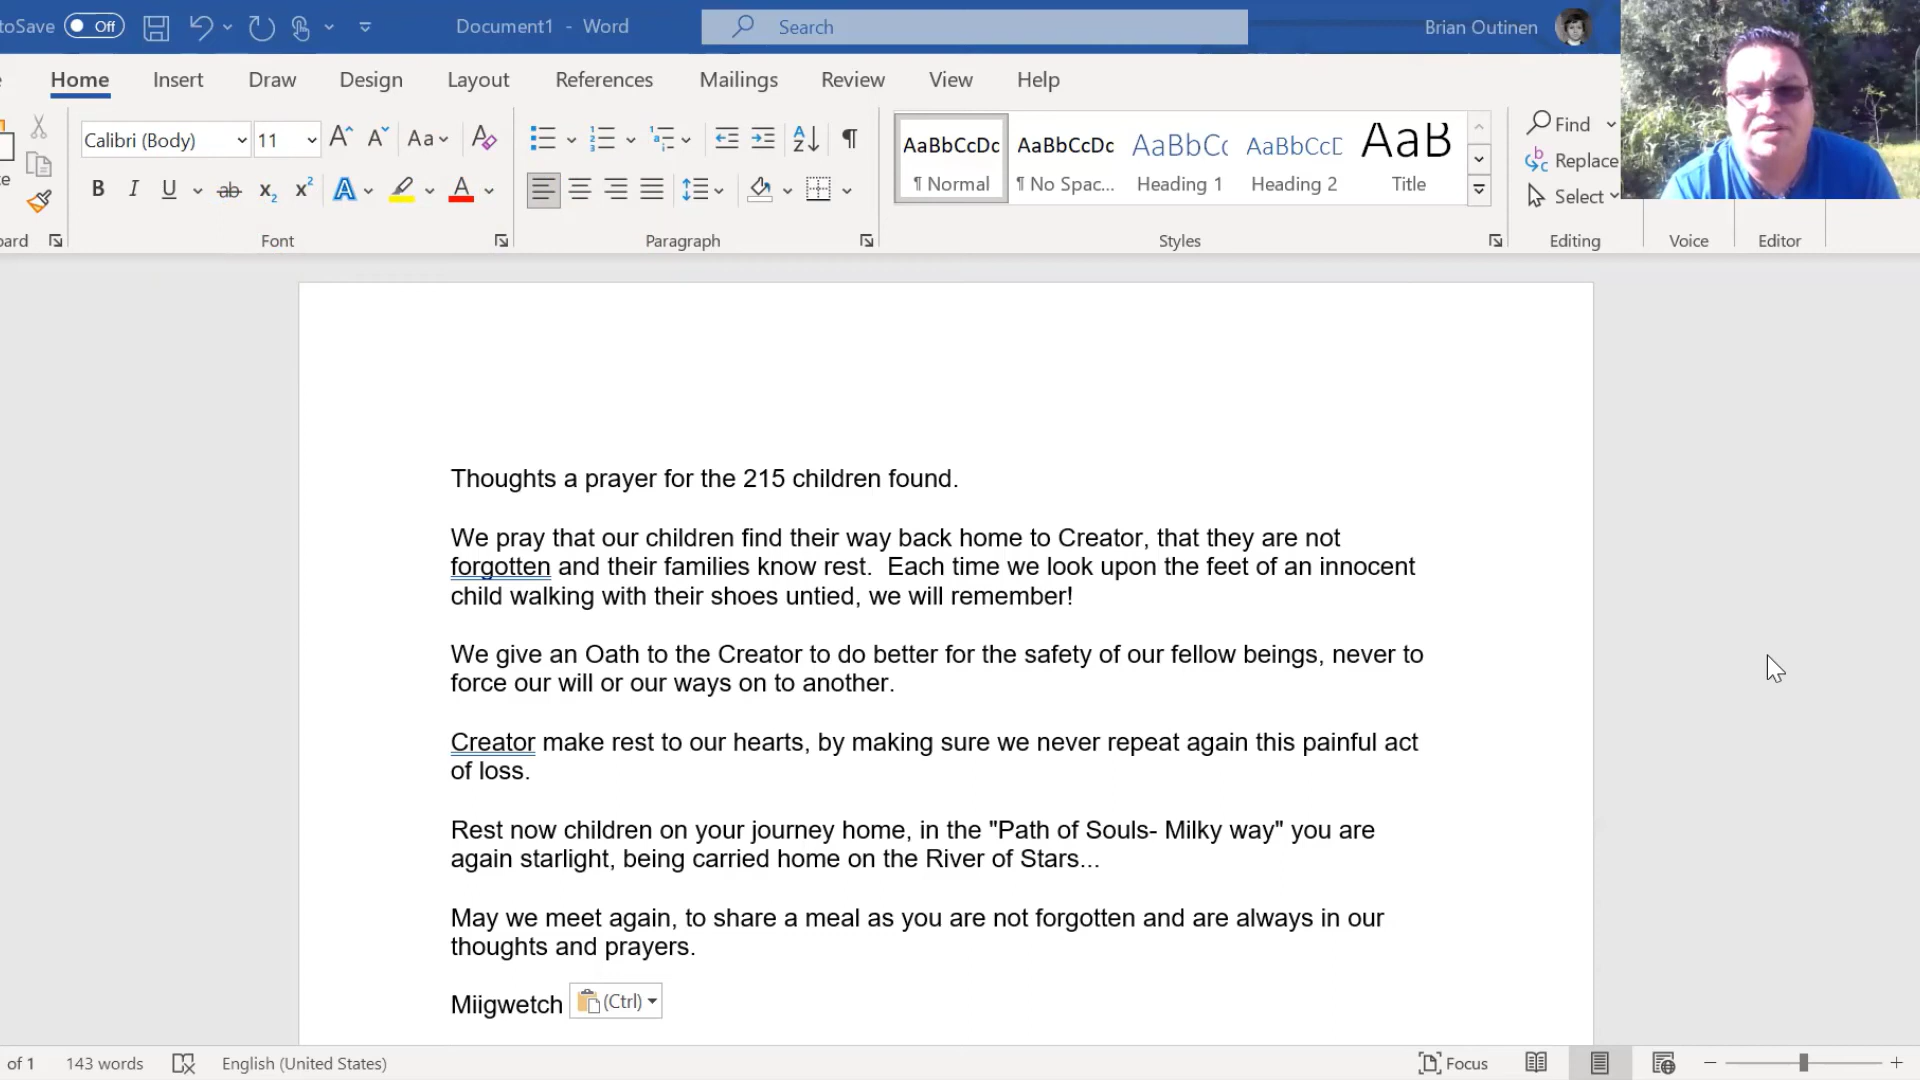 toSave Off Document1 - Word Search Brian Outinen
Home Insert Draw Design Layout References Mailings Review View Help
Calibri (Body) 11 A A Aa A
AaBbCcDc AaBbCcDc AaBbCc AaBbCcD AaB
Find
Replace
Select
B I U ab x2 x2 A A
¶ Normal ¶ No Spac... Heading 1 Heading 2 Title
Font Paragraph Styles Editing Voice Editor
Thoughts a prayer for the 215 children found.
We pray that our children find their way back home to Creator, that they are not
forgotten and their families know rest.  Each time we look upon the feet of an innocent
child walking with their shoes untied, we will remember!
We give an Oath to the Creator to do better for the safety of our fellow beings, never to
force our will or our ways on to another.
Creator make rest to our hearts, by making sure we never repeat again this painful act
of loss.
Rest now children on your journey home, in the "Path of Souls- Milky way" you are
again starlight, being carried home on the River of Stars...
May we meet again, to share a meal as you are not forgotten and are always in our
thoughts and prayers.
Miigwetch (Ctrl)
of 1 143 words English (United States) Focus